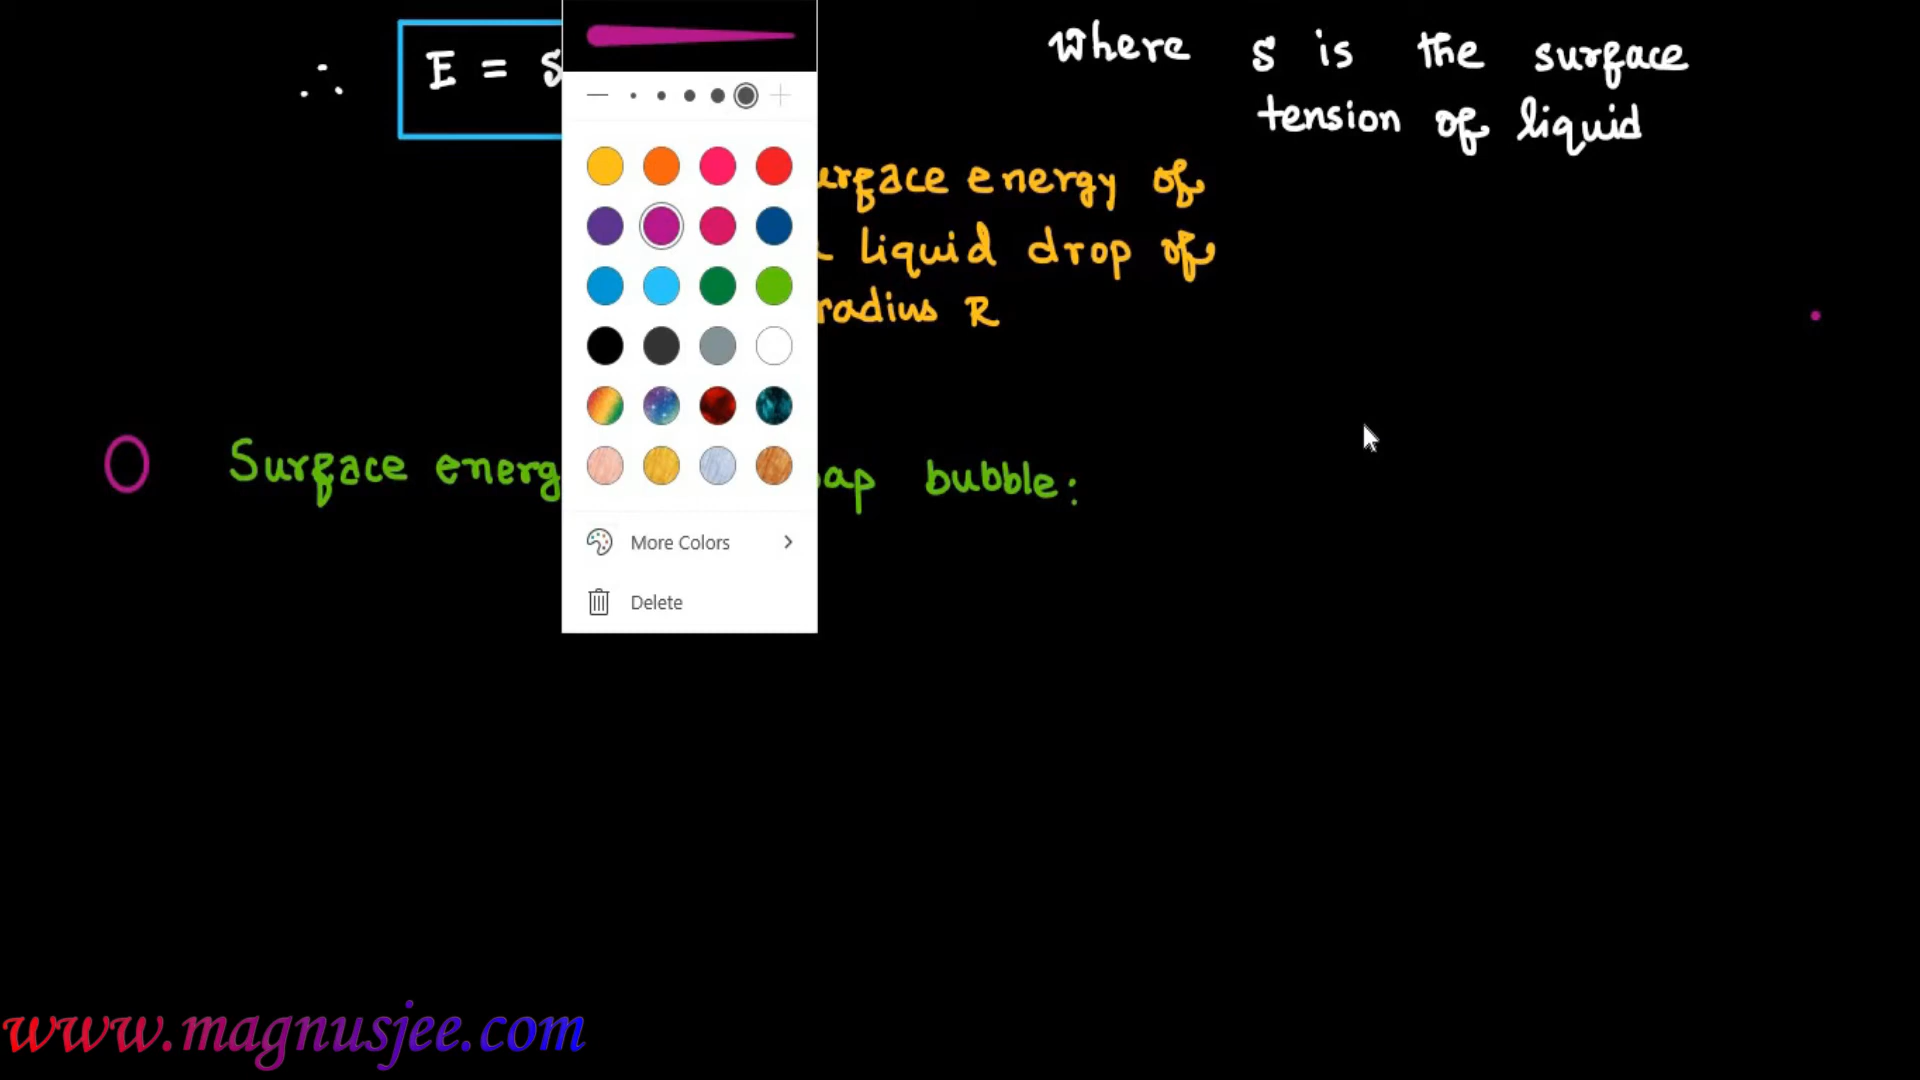 ∴ E = S
where S is the surface
tension of liquid
urface energy of
liquid drop of
radius R
Surface energ ap bubble:
More Colors
Delete
www.magnusjee.com